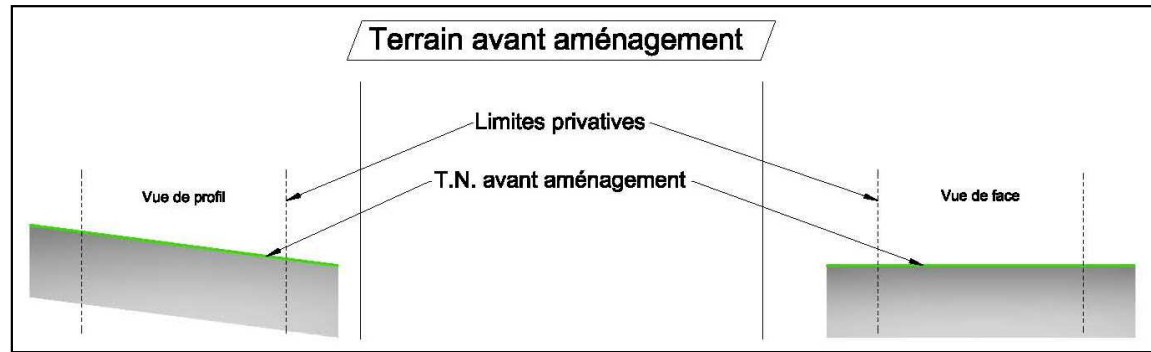 Terrain avant aménagement
Limites privatives
T.N. avant aménagement
Vue de profil
Vue de face